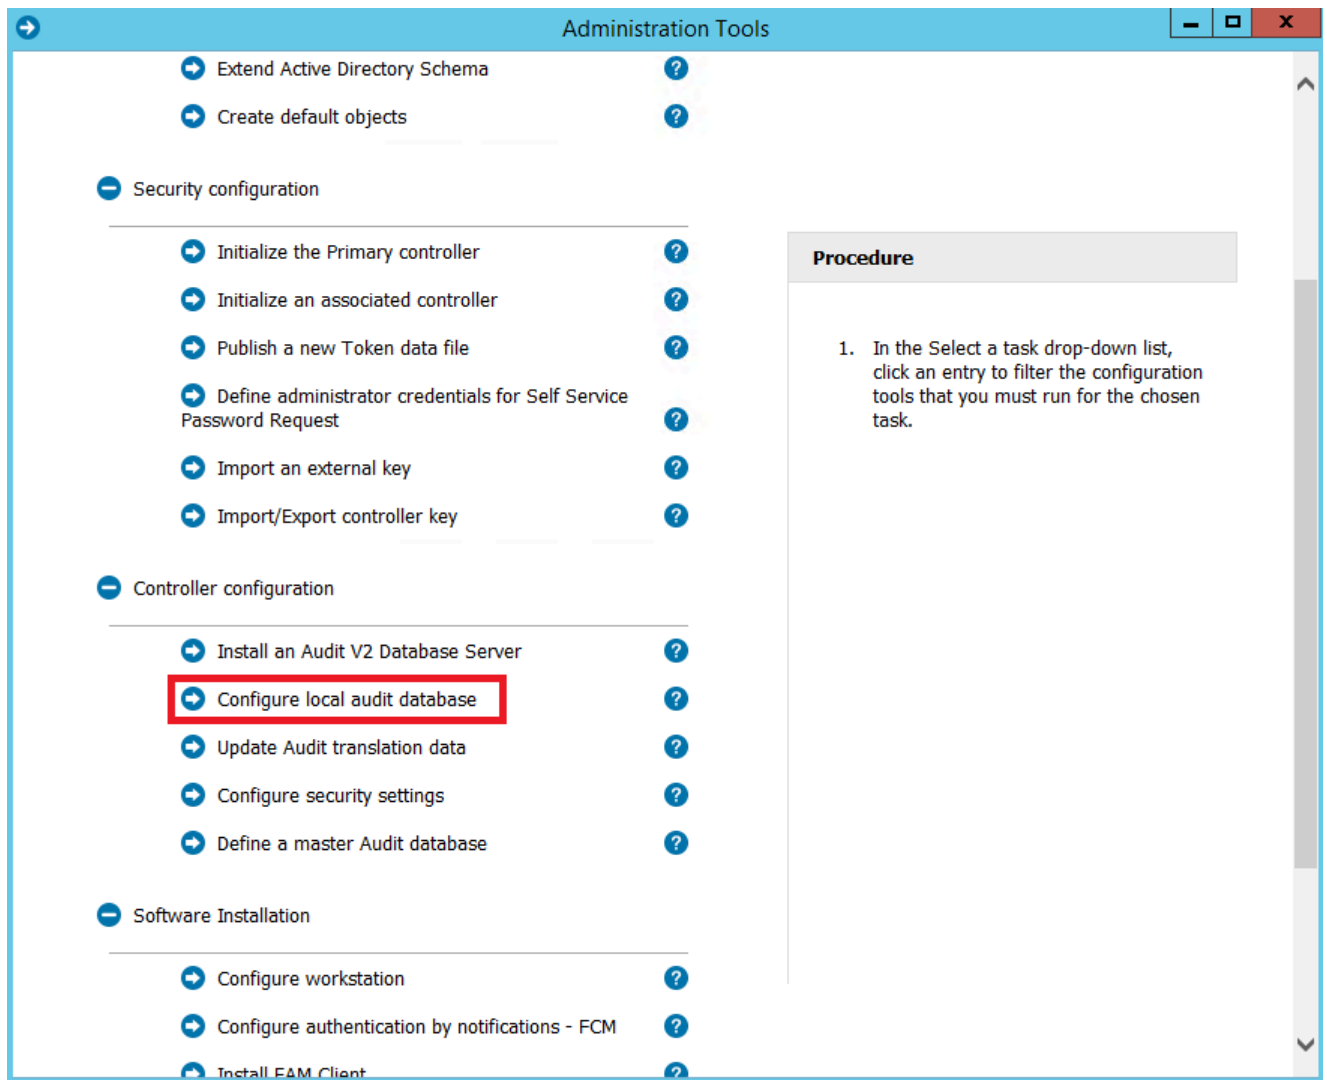 Administration Tools
Extend Active Directory Schema
Create default objects
Security configuration
Initialize the Primary controller
Initialize an associated controller
Publish a new Token data file
Define administrator credentials for Self Service
Password Request
Import an external key
Import/Export controller key
Controller configuration
Install an Audit V2 Database Server
Configure local audit database
Update Audit translation data
Configure security settings
Define a master Audit database
Software Installation
Configure workstation
Configure authentication by notifications - FCM
Install EAM Client
Procedure
1. In the Select a task drop-down list,
click an entry to filter the configuration
tools that you must run for the chosen
task.